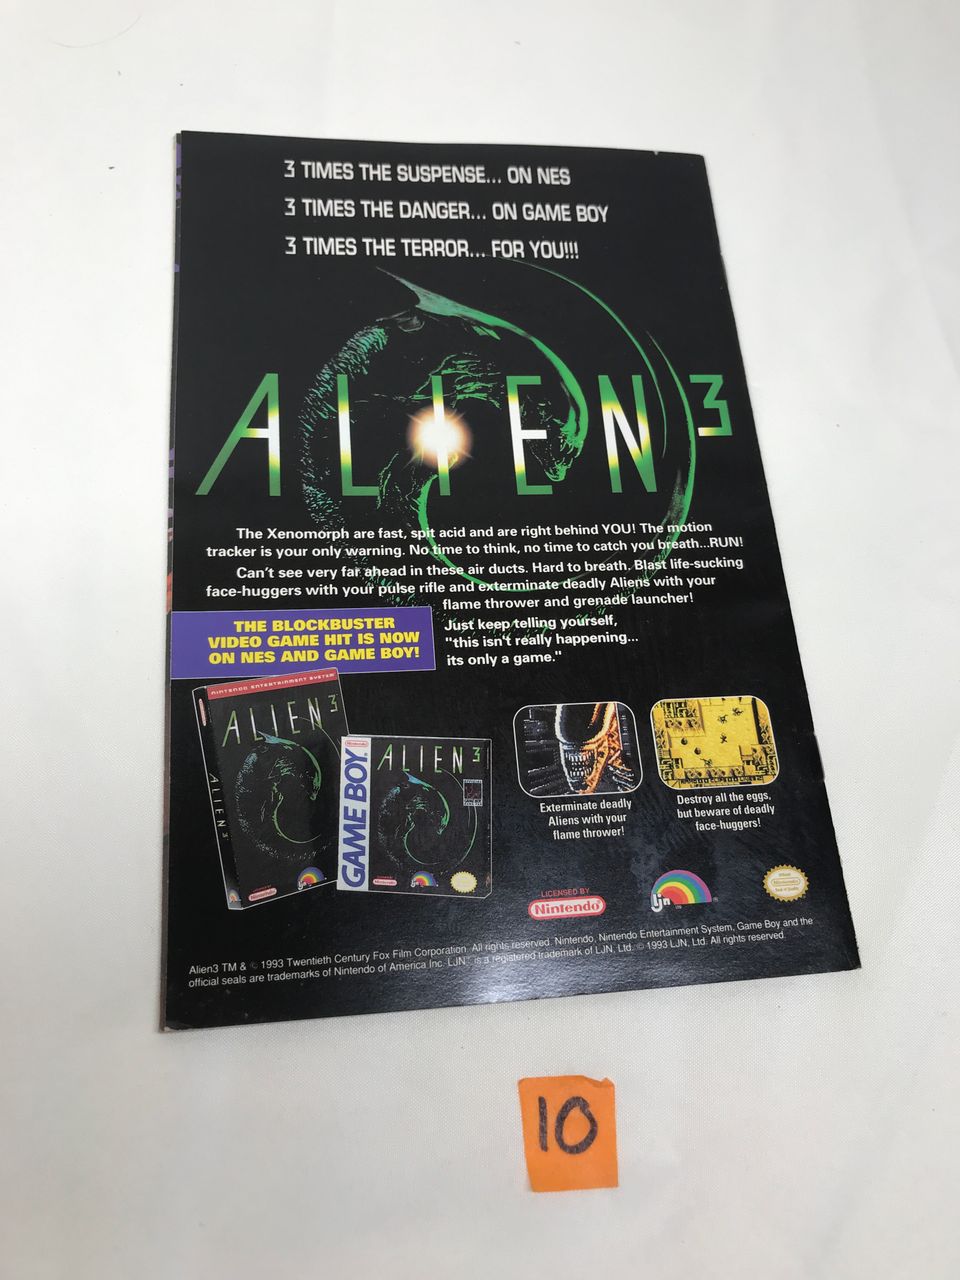 3 TIMES THE SUSPENSE... ON NES
3 TIMES THE DANGER... ON GAME BOY
3 TIMES THE TERROR... FOR YOU!!!
ALIEN 3
The Xenomorph are fast, spit acid and are right behind YOU! The motion
tracker is your only warning. No time to think, no time to catch you breath...RUN!
Can't see very far ahead in these air ducts. Hard to breath. Blast life-sucking
face-huggers with your pulse rifle and exterminate deadly Aliens with your
flame thrower and grenade launcher!
Just keep telling yourself,
"this isn't really happening...
its only a game."
THE BLOCKBUSTER
VIDEO GAME HIT IS NOW
ON NES AND GAME BOY!
NINTENDO ENTERTAINMENT SYSTEM
ALIEN 3
ALIEN 3
Nintendo
LJN
Nintendo
GAME BOY
ALIEN 3
Nintendo
LJN
Exterminate deadly
Aliens with your
flame thrower!
Destroy all the eggs,
but beware of deadly
face-huggers!
LICENSED BY
Nintendo
LJN
Nintendo
Alien3 TM & © 1993 Twentieth Century Fox Film Corporation. All rights reserved. Nintendo, Nintendo Entertainment System, Game Boy and the
official seals are trademarks of Nintendo of America Inc. LJN™ is a registered trademark of LJN, Ltd. © 1993 LJN, Ltd. All rights reserved.
10